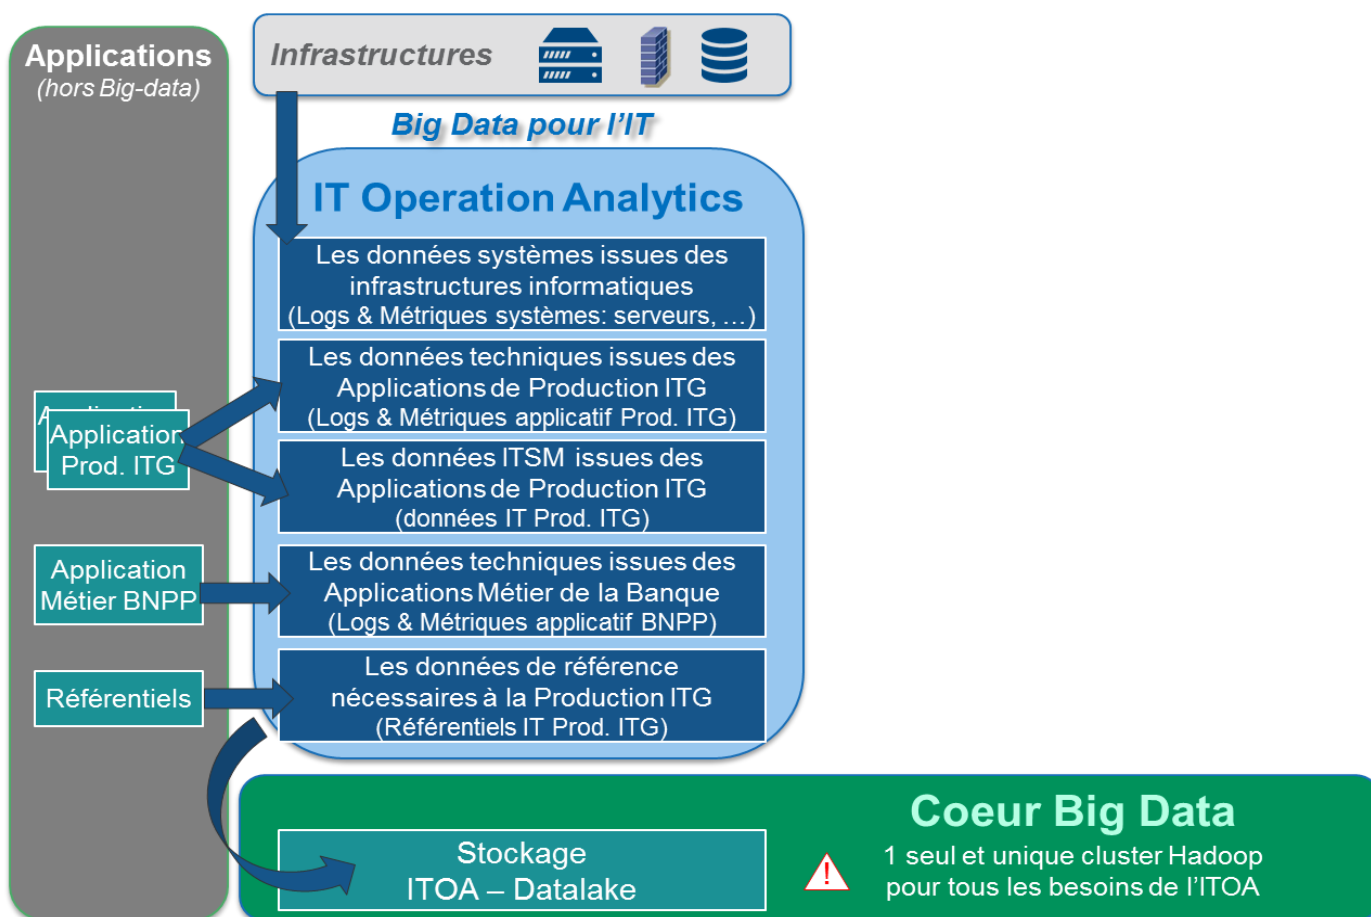 Applications
(hors Big-data)
Infrastructures
Big Data pour l’IT
IT Operation Analytics
Les données systèmes issues des
infrastructures informatiques
(Logs & Métriques systèmes: serveurs, …)
Les données techniques issues des
Applications de Production ITG
(Logs & Métriques applicatif Prod. ITG)
Application
Prod. ITG
Les données ITSM issues des
Applications de Production ITG
(données IT Prod. ITG)
Application
Métier BNPP
Les données techniques issues des
Applications Métier de la Banque
(Logs & Métriques applicatif BNPP)
Référentiels
Les données de référence
nécessaires à la Production ITG
(Référentiels IT Prod. ITG)
Coeur Big Data
Stockage
ITOA – Datalake
!
1 seul et unique cluster Hadoop
pour tous les besoins de l’ITOA